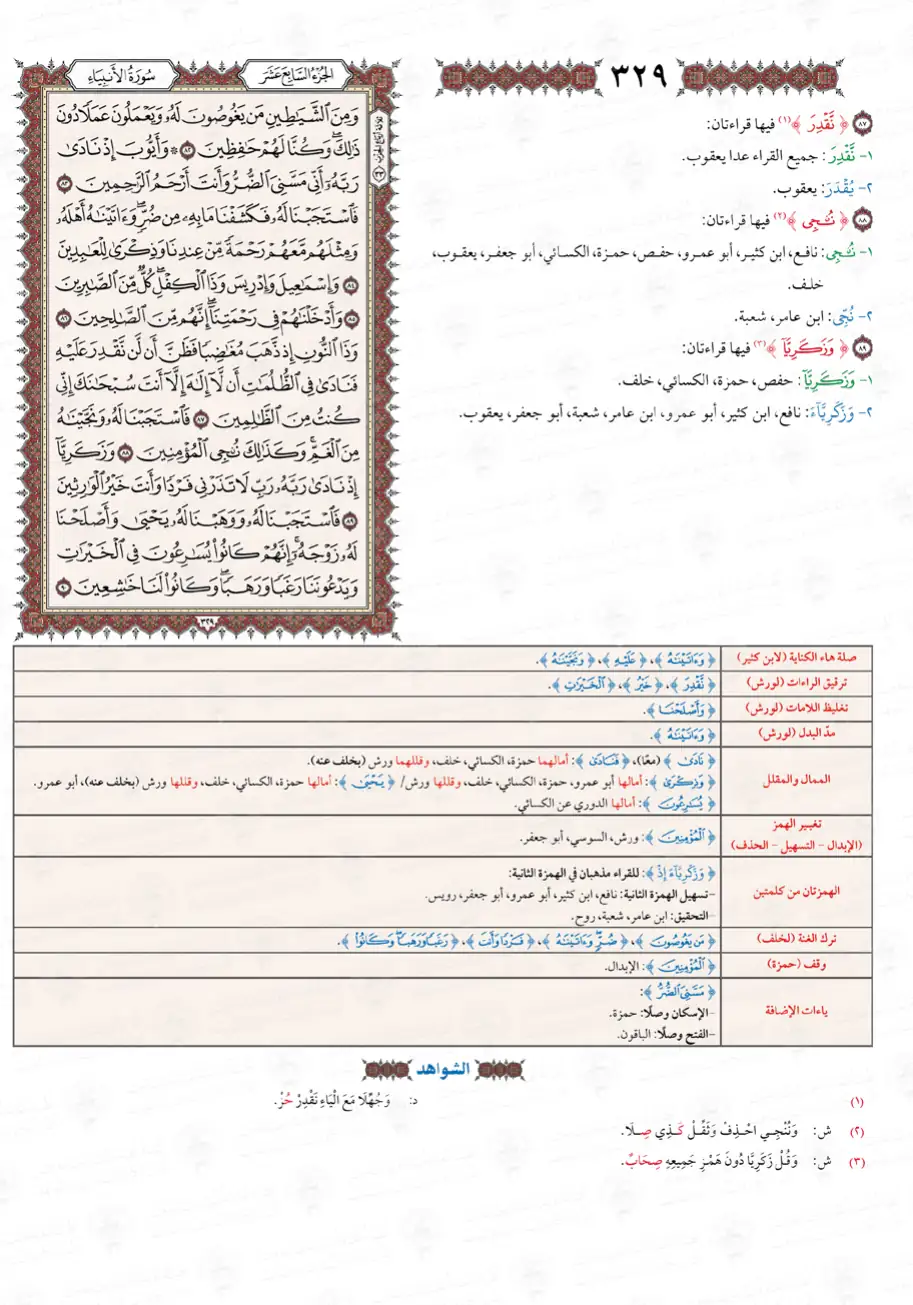 سُورَةُ الأَنبِيَاءِ
الجُزءُ السَّابِعَ عَشَرَ
وَمِنَ ٱلشَّيَٰطِينِ مَن يَغُوصُونَ لَهُۥ وَيَعْمَلُونَ عَمَلًا دُونَ
ذَٰلِكَۖ وَكُنَّا لَهُمْ حَٰفِظِينَ ٨٢ ۞ وَأَيُّوبَ إِذْ نَادَىٰ
رَبَّهُۥٓ أَنِّي مَسَّنِيَ ٱلضُّرُّ وَأَنتَ أَرْحَمُ ٱلرَّٰحِمِينَ ٨٣
فَٱسْتَجَبْنَا لَهُۥ فَكَشَفْنَا مَا بِهِۦ مِن ضُرٍّۖ وَءَاتَيْنَٰهُ أَهْلَهُۥ
وَمِثْلَهُم مَّعَهُمْ رَحْمَةً مِّنْ عِندِنَا وَذِكْرَىٰ لِلْعَٰبِدِينَ
٨٤ وَإِسْمَٰعِيلَ وَإِدْرِيسَ وَذَا ٱلْكِفْلِۖ كُلٌّ مِّنَ ٱلصَّٰبِرِينَ
٨٥ وَأَدْخَلْنَٰهُمْ فِي رَحْمَتِنَآۖ إِنَّهُم مِّنَ ٱلصَّٰلِحِينَ ٨٦
وَذَا ٱلنُّونِ إِذ ذَّهَبَ مُغَٰضِبًا فَظَنَّ أَن لَّن نَّقْدِرَ عَلَيْهِ
فَنَادَىٰ فِي ٱلظُّلُمَٰتِ أَن لَّآ إِلَٰهَ إِلَّآ أَنتَ سُبْحَٰنَكَ إِنِّي
كُنتُ مِنَ ٱلظَّٰلِمِينَ ٨٧ فَٱسْتَجَبْنَا لَهُۥ وَنَجَّيْنَٰهُ
مِنَ ٱلْغَمِّۚ وَكَذَٰلِكَ نُـۨجِي ٱلْمُؤْمِنِينَ ٨٨ وَزَكَرِيَّآ
إِذْ نَادَىٰ رَبَّهُۥ رَبِّ لَا تَذَرْنِي فَرْدًا وَأَنتَ خَيْرُ ٱلْوَٰرِثِينَ
٨٩ فَٱسْتَجَبْنَا لَهُۥ وَوَهَبْنَا لَهُۥ يَحْيَىٰ وَأَصْلَحْنَا
لَهُۥ زَوْجَهُۥٓۚ إِنَّهُمْ كَانُوا۟ يُسَٰرِعُونَ فِي ٱلْخَيْرَٰتِ
وَيَدْعُونَنَا رَغَبًا وَرَهَبًاۖ وَكَانُوا۟ لَنَا خَٰشِعِينَ ٩٠
٣٢٩
٣٢٩
٨٧ ﴿ نَّقْدِرَ ﴾(١) فيها قراءتان:
١- نَّقْدِرَ: جميع القراء عدا يعقوب.
٢- يُقْدَرَ: يعقوب.
٨٨ ﴿ نُـۨجِي ﴾(٢) فيها قراءتان:
١- نُـۨجِي: نافع، ابن كثير، أبو عمرو، حفص، حمزة، الكسائي، أبو جعفر، يعقوب،
خلف.
٢- نُجِّي: ابن عامر، شعبة.
٨٩ ﴿ وَزَكَرِيَّآ ﴾(٣) فيها قراءتان:
١- وَزَكَرِيَّآ: حفص، حمزة، الكسائي، خلف.
٢- وَزَكَرِيَّآءَ: نافع، ابن كثير، أبو عمرو، ابن عامر، شعبة، أبو جعفر، يعقوب.
صلة هاء الكناية (لابن كثير) ﴿ وَءَاتَيْنَٰهُ ﴾، ﴿ عَلَيْهِ ﴾، ﴿ وَنَجَّيْنَٰهُ ﴾.
ترقيق الراءات (لورش) ﴿ نَّقْدِرَ ﴾، ﴿ خَيْرُ ﴾، ﴿ ٱلْخَيْرَٰتِ ﴾.
تغليظ اللامات (لورش) ﴿ وَأَصْلَحْنَا ﴾.
مدّ البدل (لورش) ﴿ وَءَاتَيْنَٰهُ ﴾.
الممال والمقلل ﴿ نَادَىٰ ﴾ (معًا)، ﴿ فَنَادَىٰ ﴾: أمالهما حمزة، الكسائي، خلف، وقللهما ورش (بخلف عنه).
﴿ وَذِكْرَىٰ ﴾: أمالها أبو عمرو، حمزة، الكسائي، خلف، وقللها ورش/ ﴿ يَحْيَىٰ ﴾: أمالها حمزة، الكسائي، خلف، وقللها ورش (بخلف عنه)، أبو عمرو.
﴿ يُسَٰرِعُونَ ﴾: أمالها الدوري عن الكسائي.
تغيير الهمز
(الإبدال - التسهيل - الحذف) ﴿ ٱلْمُؤْمِنِينَ ﴾: ورش، السوسي، أبو جعفر.
الهمزتان من كلمتين ﴿ وَزَكَرِيَّآءَ إِذْ ﴾: للقراء مذهبان في الهمزة الثانية:
-تسهيل الهمزة الثانية: نافع، ابن كثير، أبو عمرو، أبو جعفر، رويس.
-التحقيق: ابن عامر، شعبة، روح.
ترك الغنة (لخلف) ﴿ مَن يَغُوصُونَ ﴾، ﴿ ضُرٍّۖ وَءَاتَيْنَٰهُ ﴾، ﴿ فَرْدًا وَأَنتَ ﴾، ﴿ رَغَبًا وَرَهَبًاۖ وَكَانُوا۟ ﴾.
وقف (حمزة) ﴿ ٱلْمُؤْمِنِينَ ﴾: الإبدال.
ياءات الإضافة ﴿ مَسَّنِيَ ٱلضُّرُّ ﴾:
-الإسكان وصلًا: حمزة.
-الفتح وصلًا: الباقون.
الشواهد
(١) د: وَجُهِّلَا مَعَ الْيَاءِ نَقْدِرْ حُزْ.
(٢) ش: وَنُنْجِي احْذِفْ وَثَقِّلْ كَذِي صِلَا.
(٣) ش: وَقُلْ زَكَرِيَّا دُونَ هَمْزِ جَمِيعِهِ صِحَابٌ.